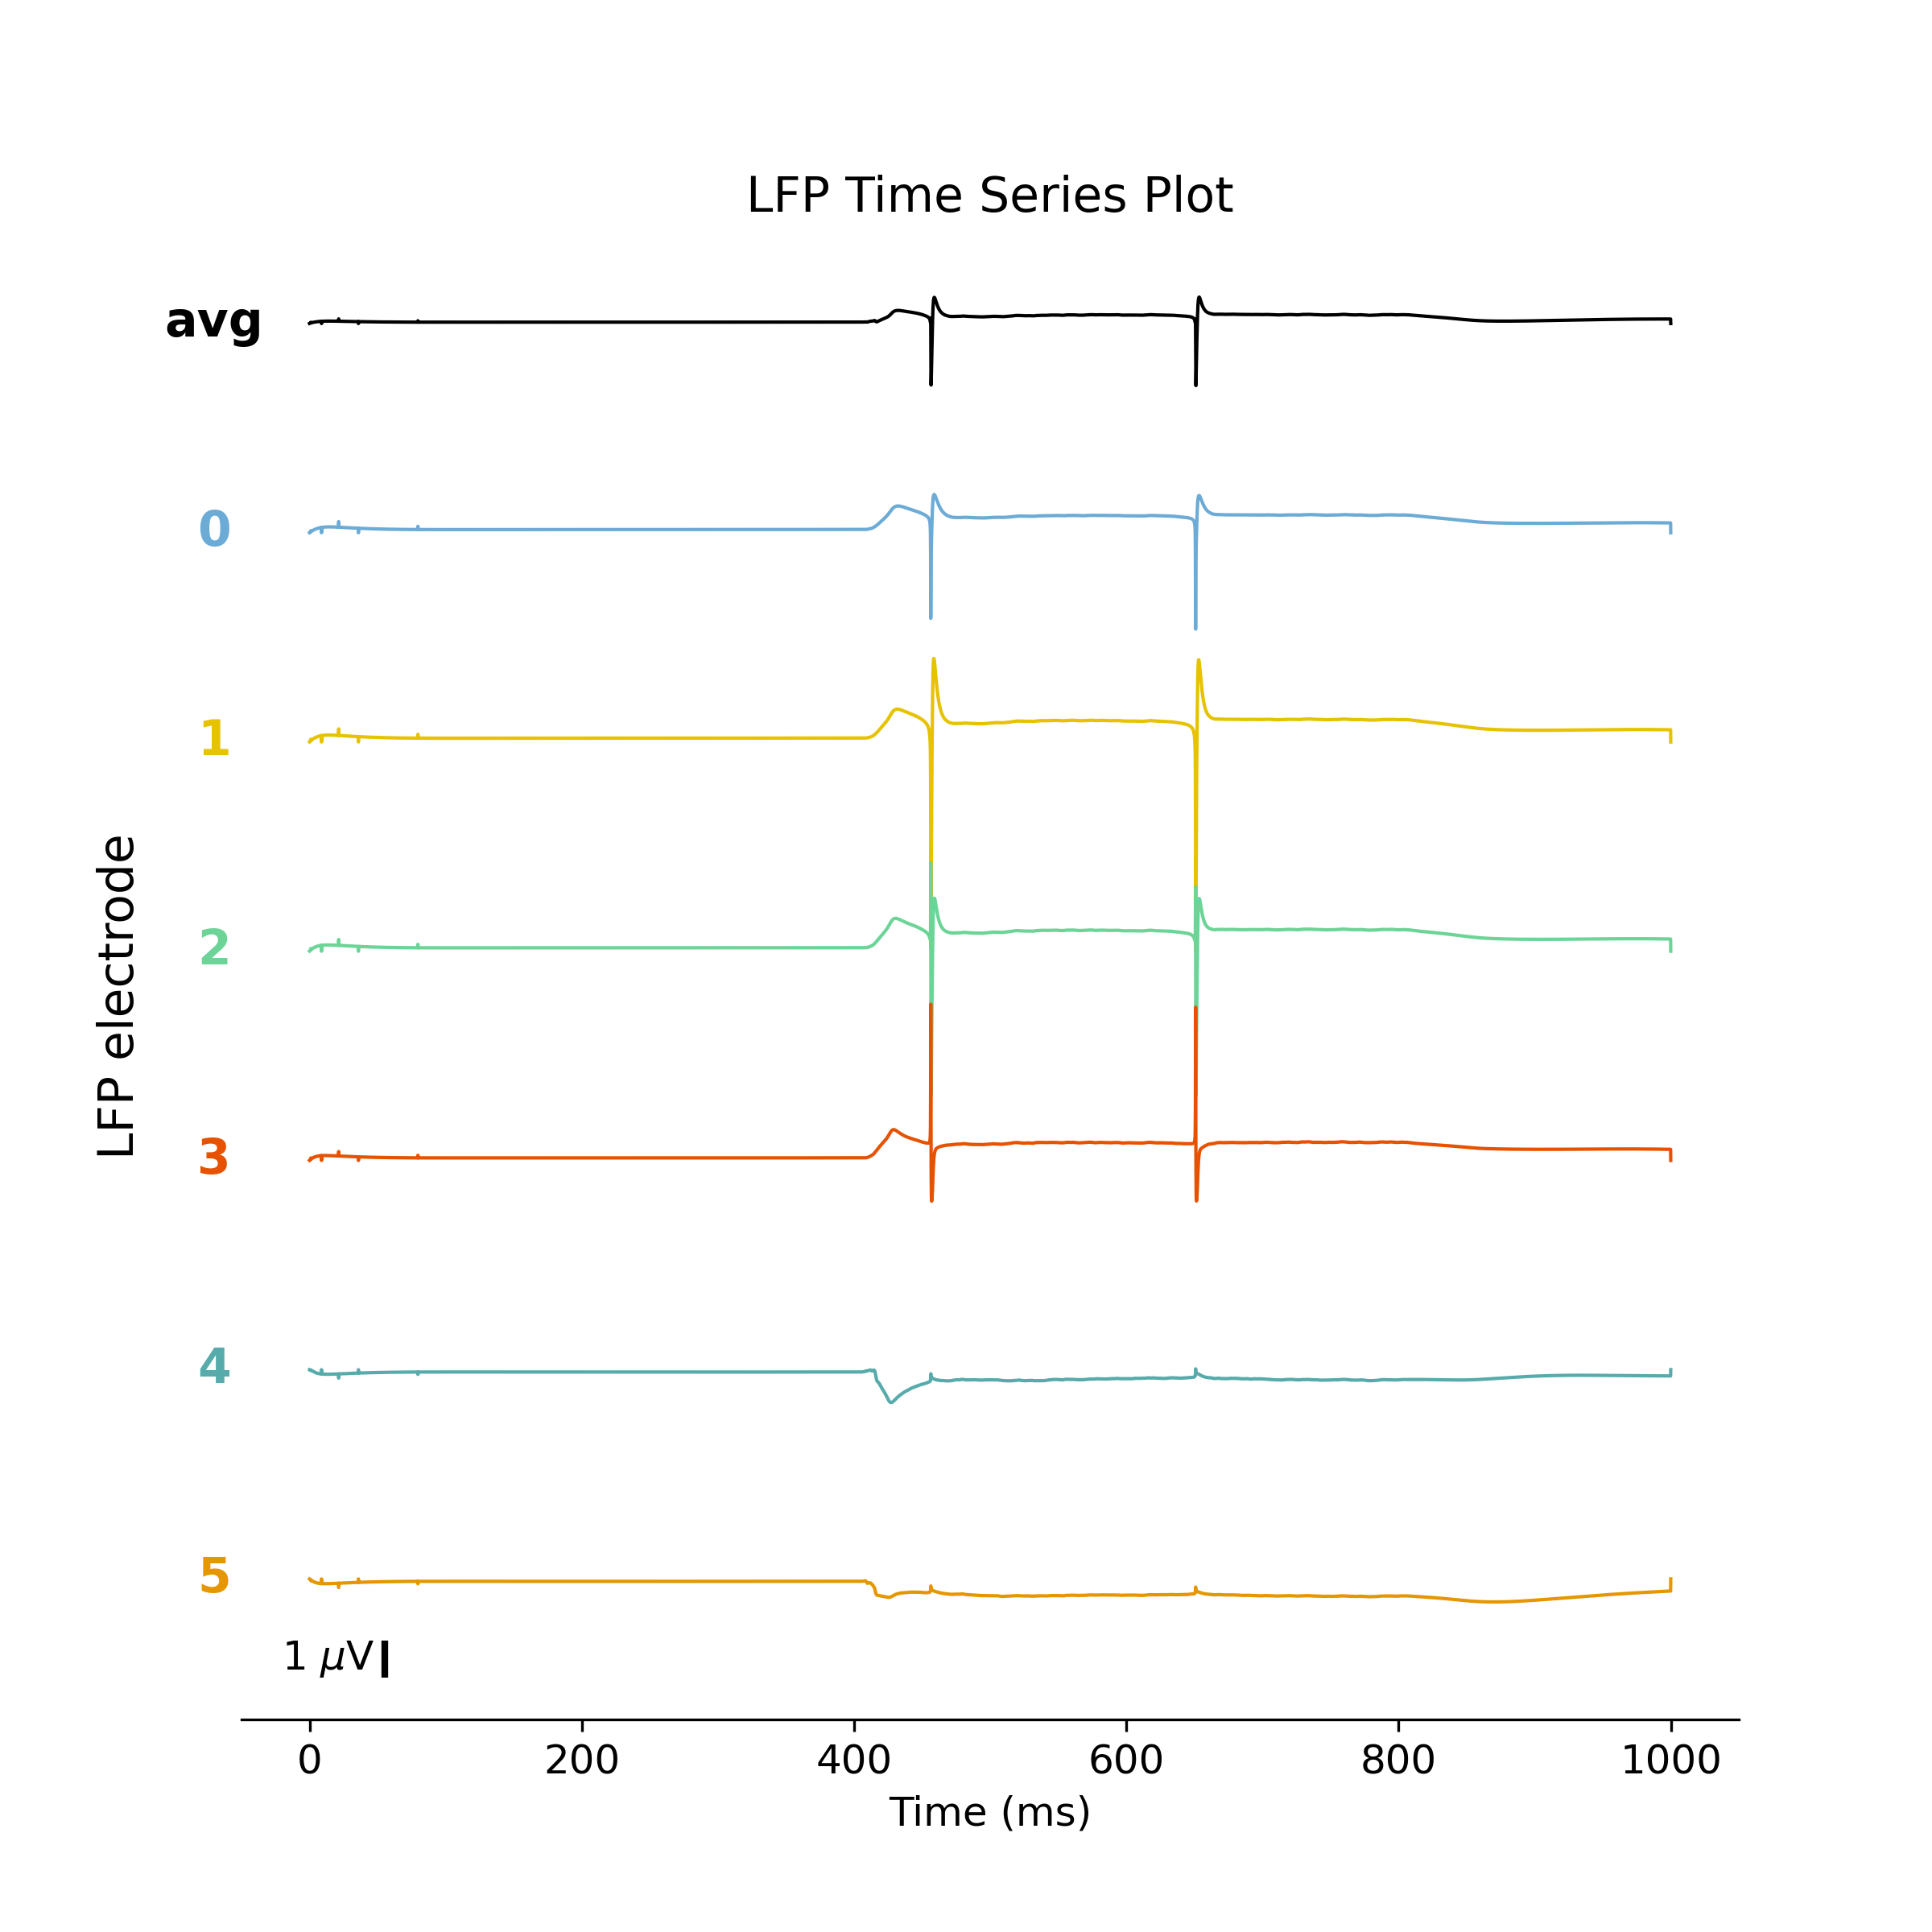 LFP Time Series Plot
avg
0
1
2
3
4
5
LFP electrode
1 μV
0 200 400 600 800 1000
Time (ms)